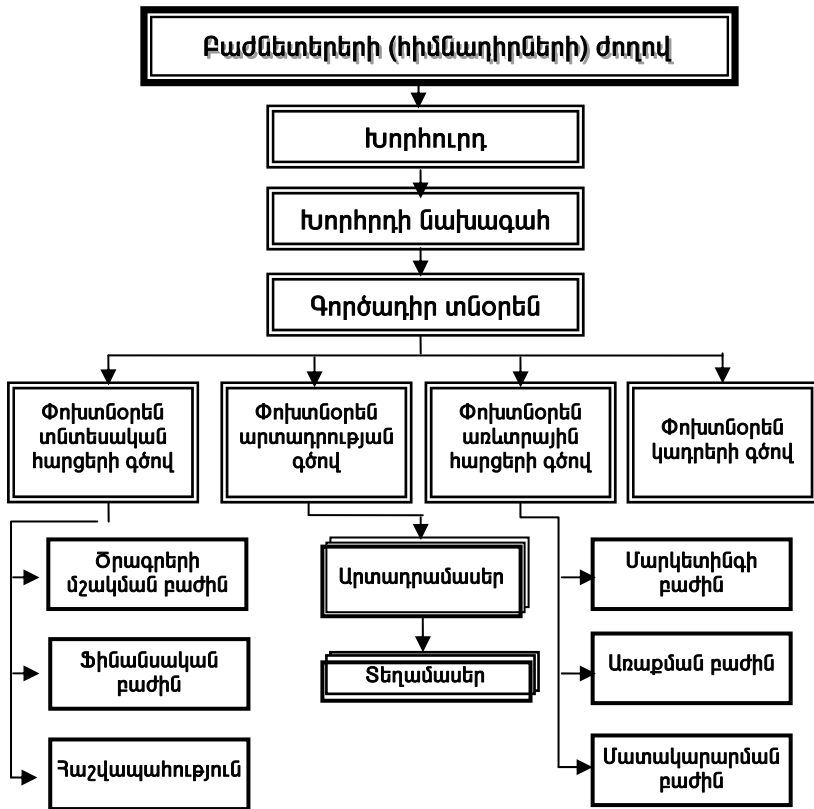 Բաժնետերերի (հիմնադիրների) ժողով
Խորհուրդ
Խորհրդի նախագահ
Գործադիր տնօրեն
Փոխտնօրեն
տնտեսական
հարցերի գծով
Փոխտնօրեն
արտադրության
գծով
Փոխտնօրեն
առևտրային
հարցերի գծով
Փոխտնօրեն
կադրերի գծով
Ծրագրերի
մշակման բաժին
Ֆինանսական
բաժին
Հաշվապահություն
Արտադրամասեր
Տեղամասեր
Մարկետինգի
բաժին
Առաքման բաժին
Մատակարարման
բաժին